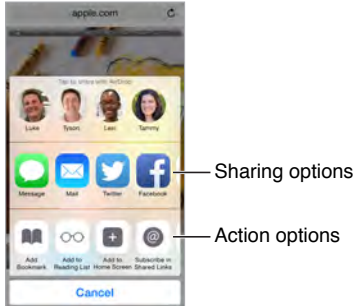 apple.com
Tap to share with AirDrop
Luke Tyson Lexi Tammy
Message Mail Twitter Facebook
Sharing options
Action options
Add Bookmark
Add to Reading List
Add to Home Screen
Subscribe in Shared Links
Cancel